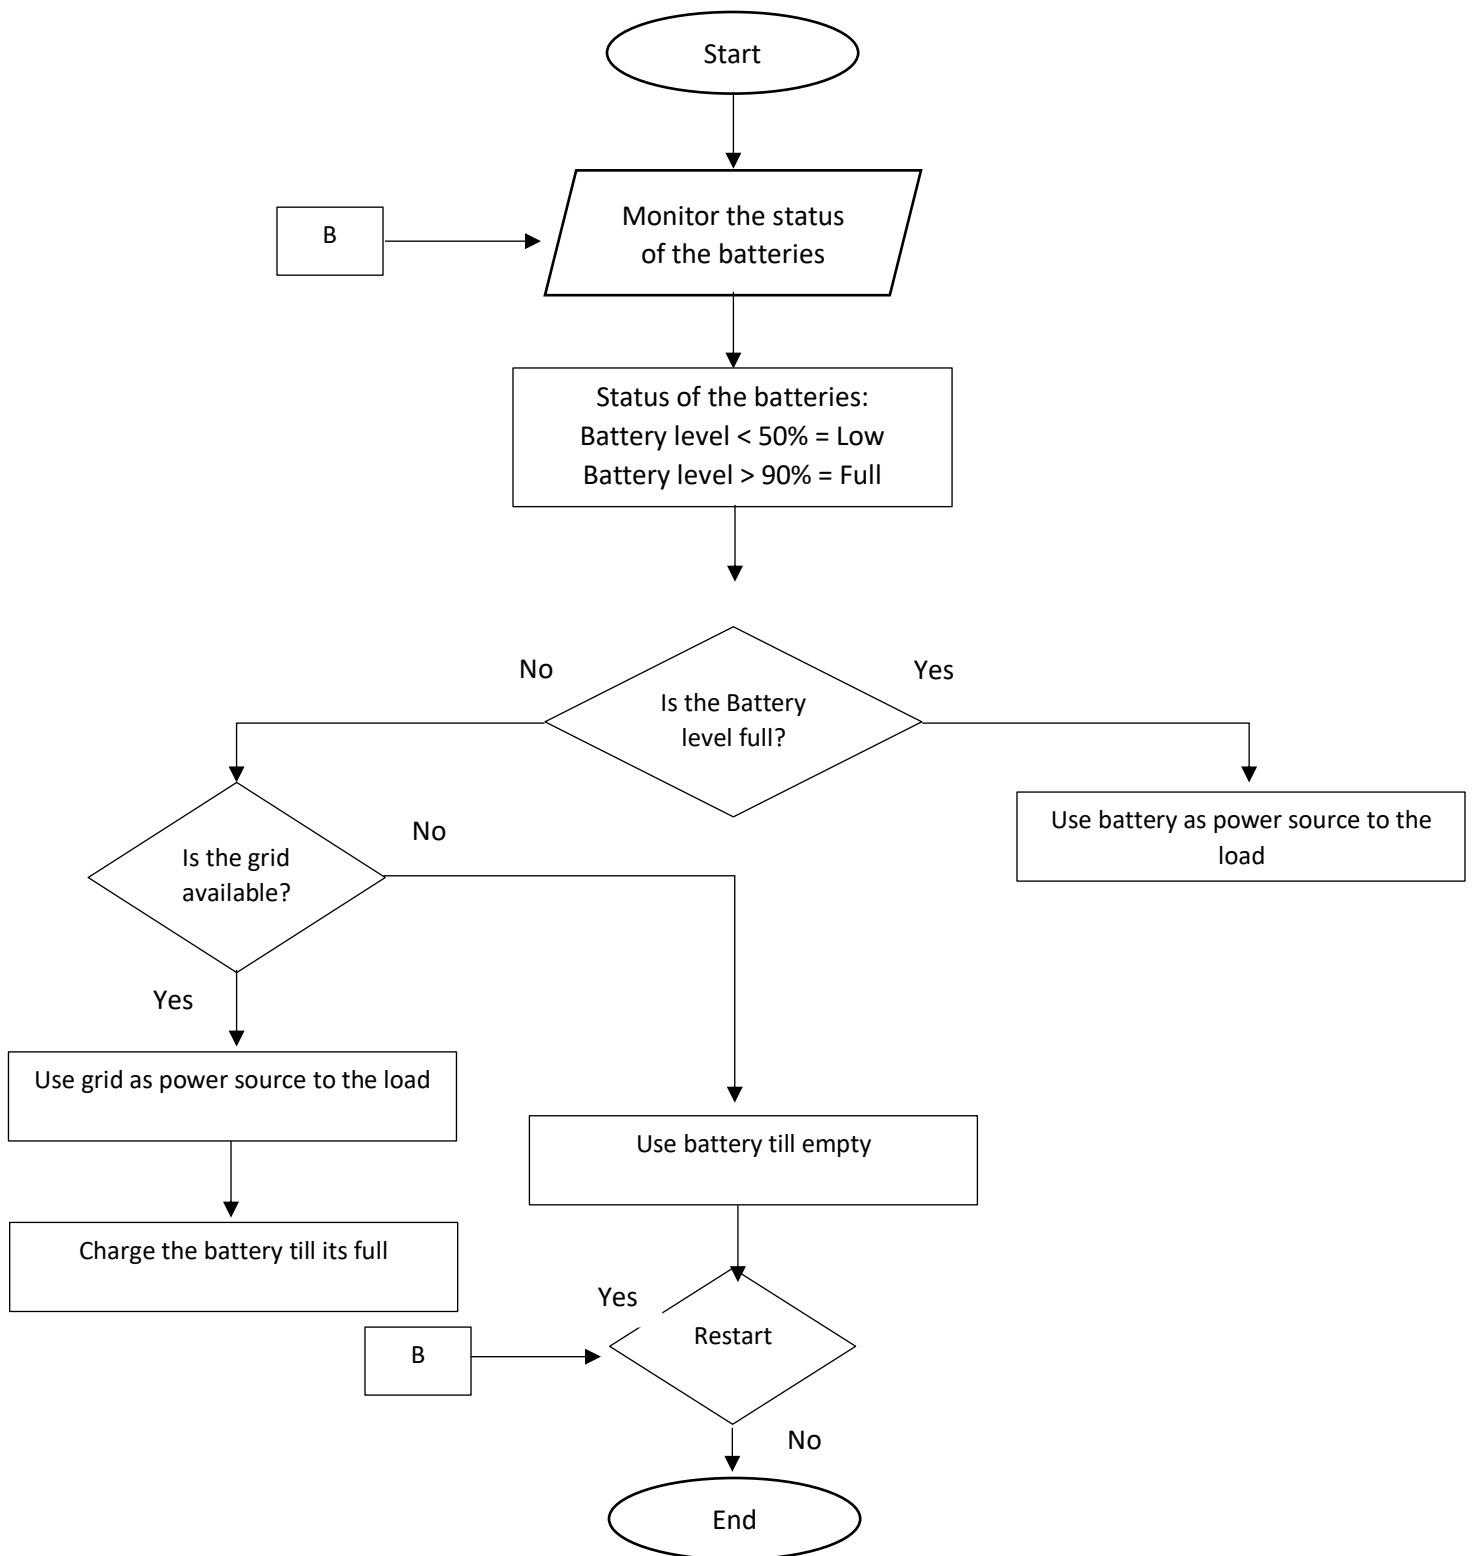 Start
B
Monitor the status
of the batteries
Status of the batteries:
Battery level < 50% = Low
Battery level > 90% = Full
No
Yes
Is the Battery
level full?
Use battery as power source to the
load
No
Is the grid
available?
Yes
Use grid as power source to the load
Use battery till empty
Charge the battery till its full
Yes
B
Restart
No
End